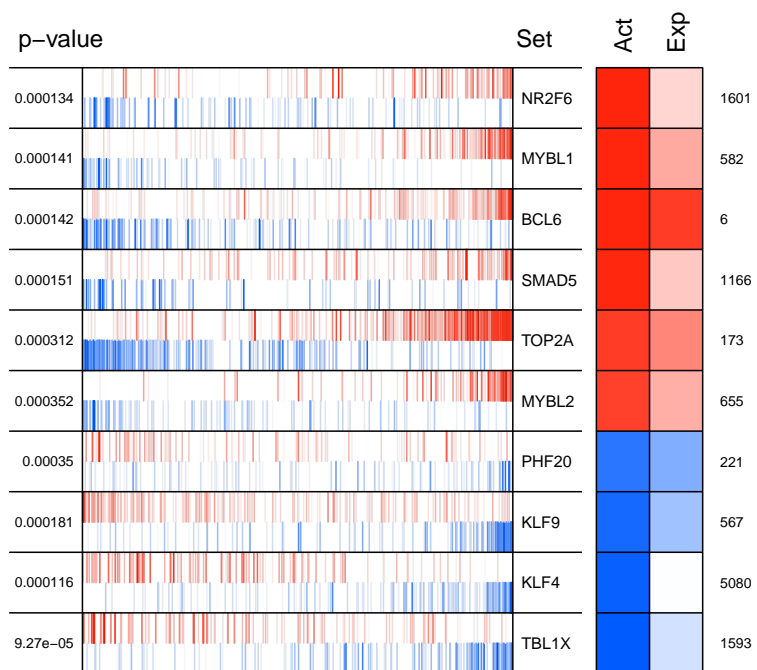 p−value Set Act Exp
0.000134 NR2F6 1601
0.000141 MYBL1 582
0.000142 BCL6 6
0.000151 SMAD5 1166
0.000312 TOP2A 173
0.000352 MYBL2 655
0.00035 PHF20 221
0.000181 KLF9 567
0.000116 KLF4 5080
9.27e−05 TBL1X 1593